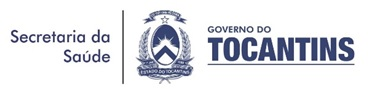 Secretaria da
Saúde
ESTADO DO TOCANTINS
GOVERNO DO
TOCANTINS